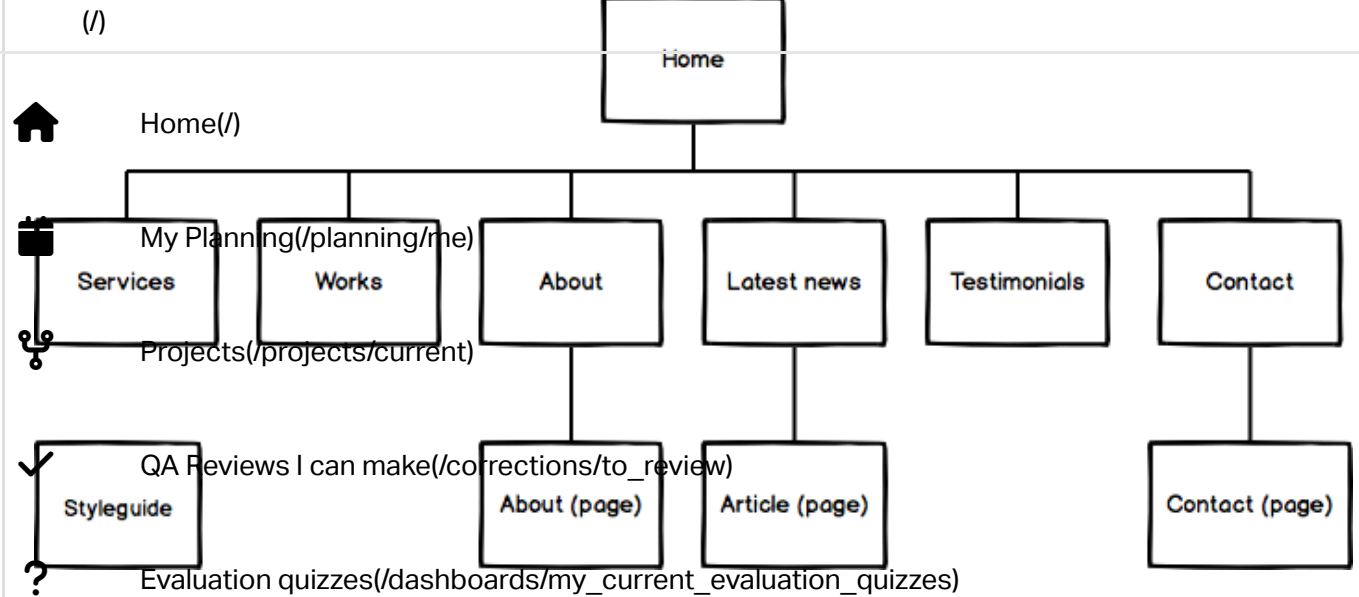 (/)
Home
Home(/)
My Planning(/planning/me)
Services
Works
About
Latest news
Testimonials
Contact
Projects(/projects/current)
QA Reviews I can make(/corrections/to_review)
Styleguide
About (page)
Article (page)
Contact (page)
Evaluation quizzes(/dashboards/my_current_evaluation_quizzes)